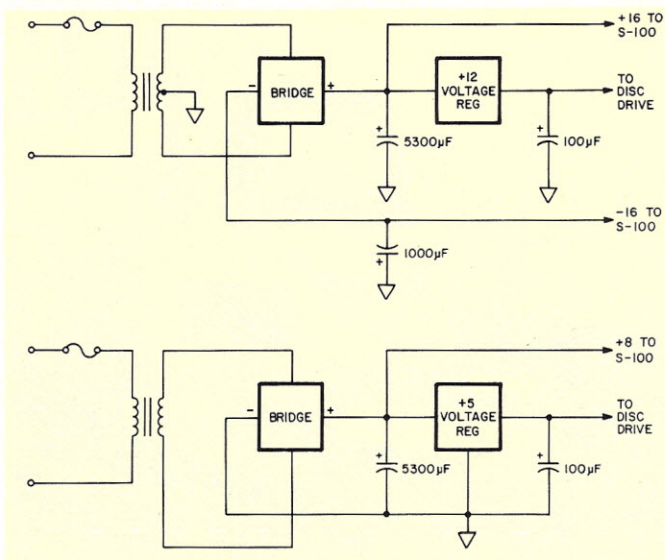 +16 TO
S-100
- BRIDGE +
+12
VOLTAGE
REG
TO
DISC
DRIVE
+ 5300µF
+ 100µF
-16 TO
S-100
1000µF
+
+8 TO
S-100
- BRIDGE +
+5
VOLTAGE
REG
TO
DISC
DRIVE
+ 5300µF
+ 100µF